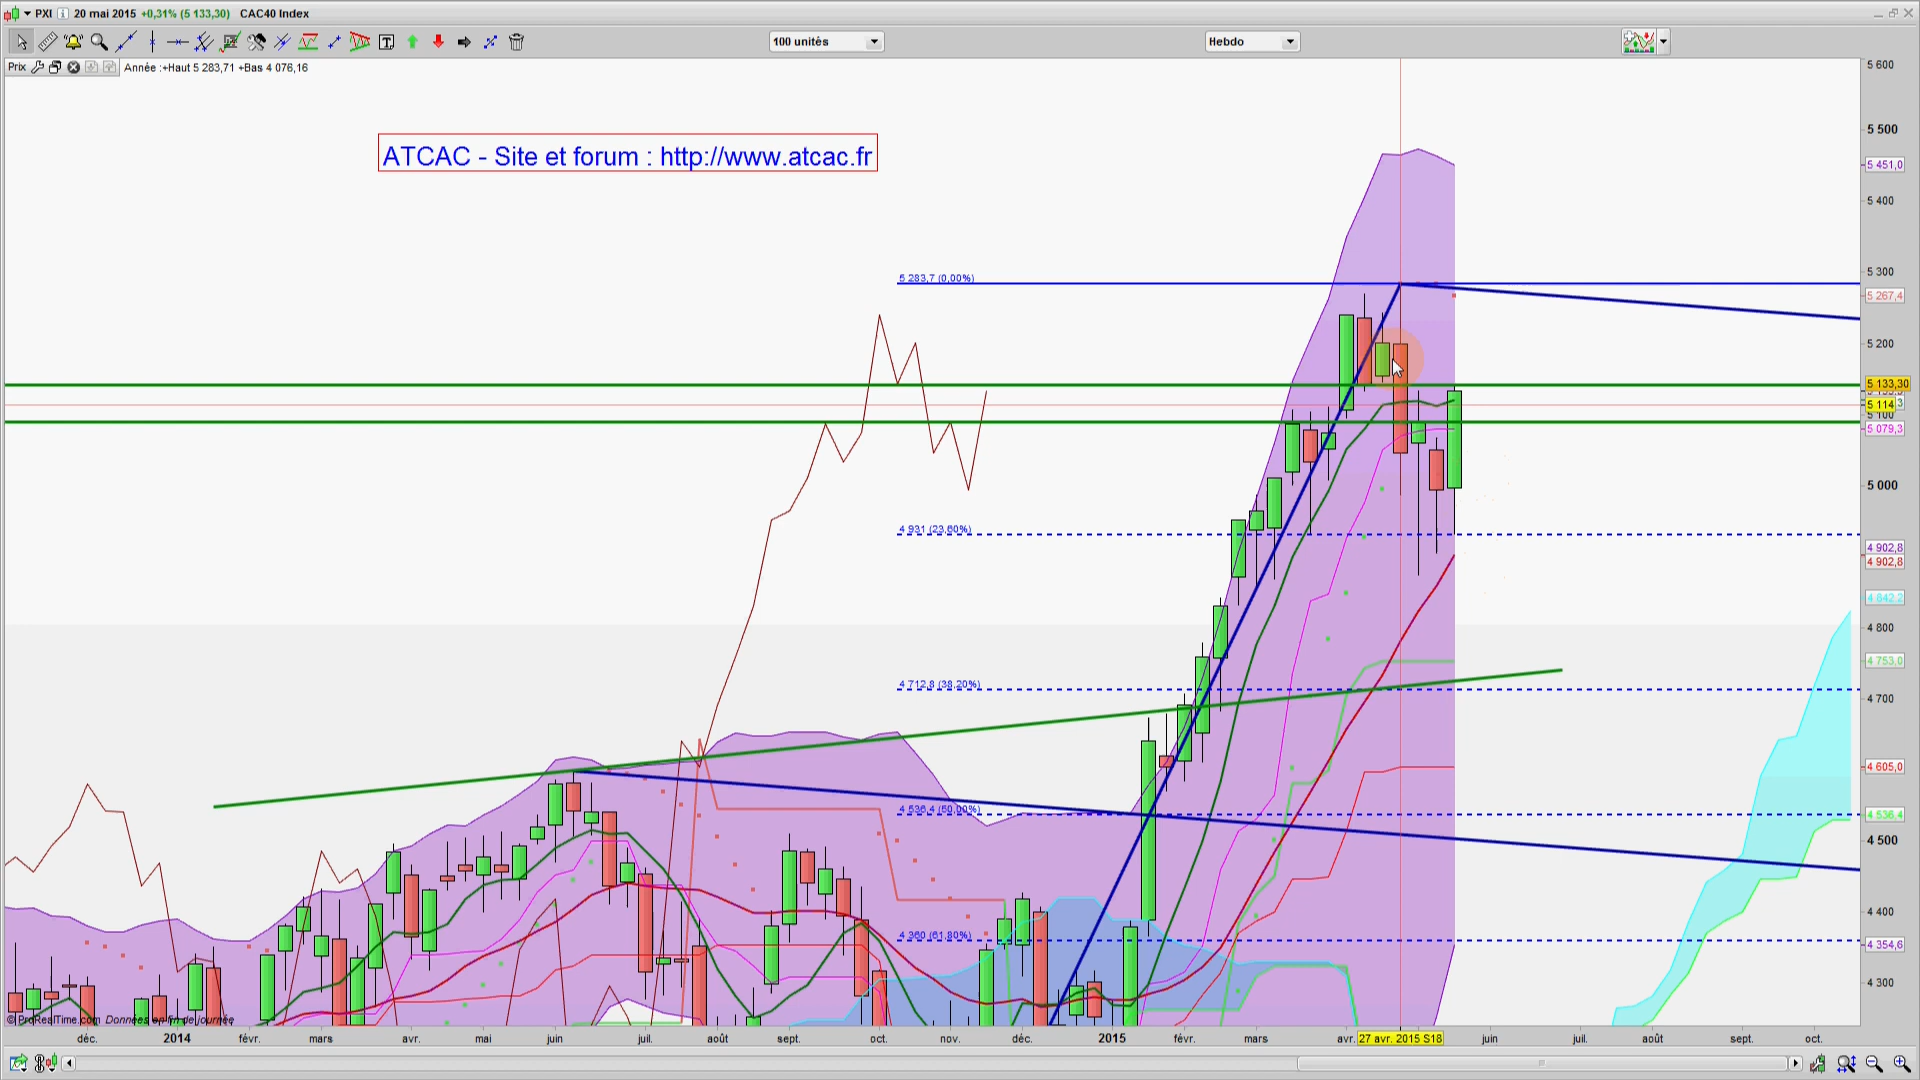 PXI 20 mai 2015 +0,31% (5 133,30) CAC40 Index
100 unités
Hebdo
Prix Année :+Haut 5 283,71 +Bas 4 076,16
ATCAC - Site et forum : http://www.atcac.fr
5 600
5 500
5 451,0
5 400
5 300
5 283,7 (0,00%)
5 267,4
5 200
5 133,30
5 114
5 100
5 079,3
5 000
4 931 (23,60%)
4 902,8
4 902,8
4 842,2
4 800
4 753,0
4 712,8 (38,20%)
4 700
4 605,0
4 536,4 (50,00%)
4 536,4
4 500
4 400
4 360 (61,80%)
4 354,6
4 300
© ProRealTime.com Données en fin de journée
déc. 2014 févr. mars avr. mai juin juil. août sept. oct. nov. déc. 2015 févr. mars avr. 27 avr. 2015 S18 juin juil. août sept. oct.